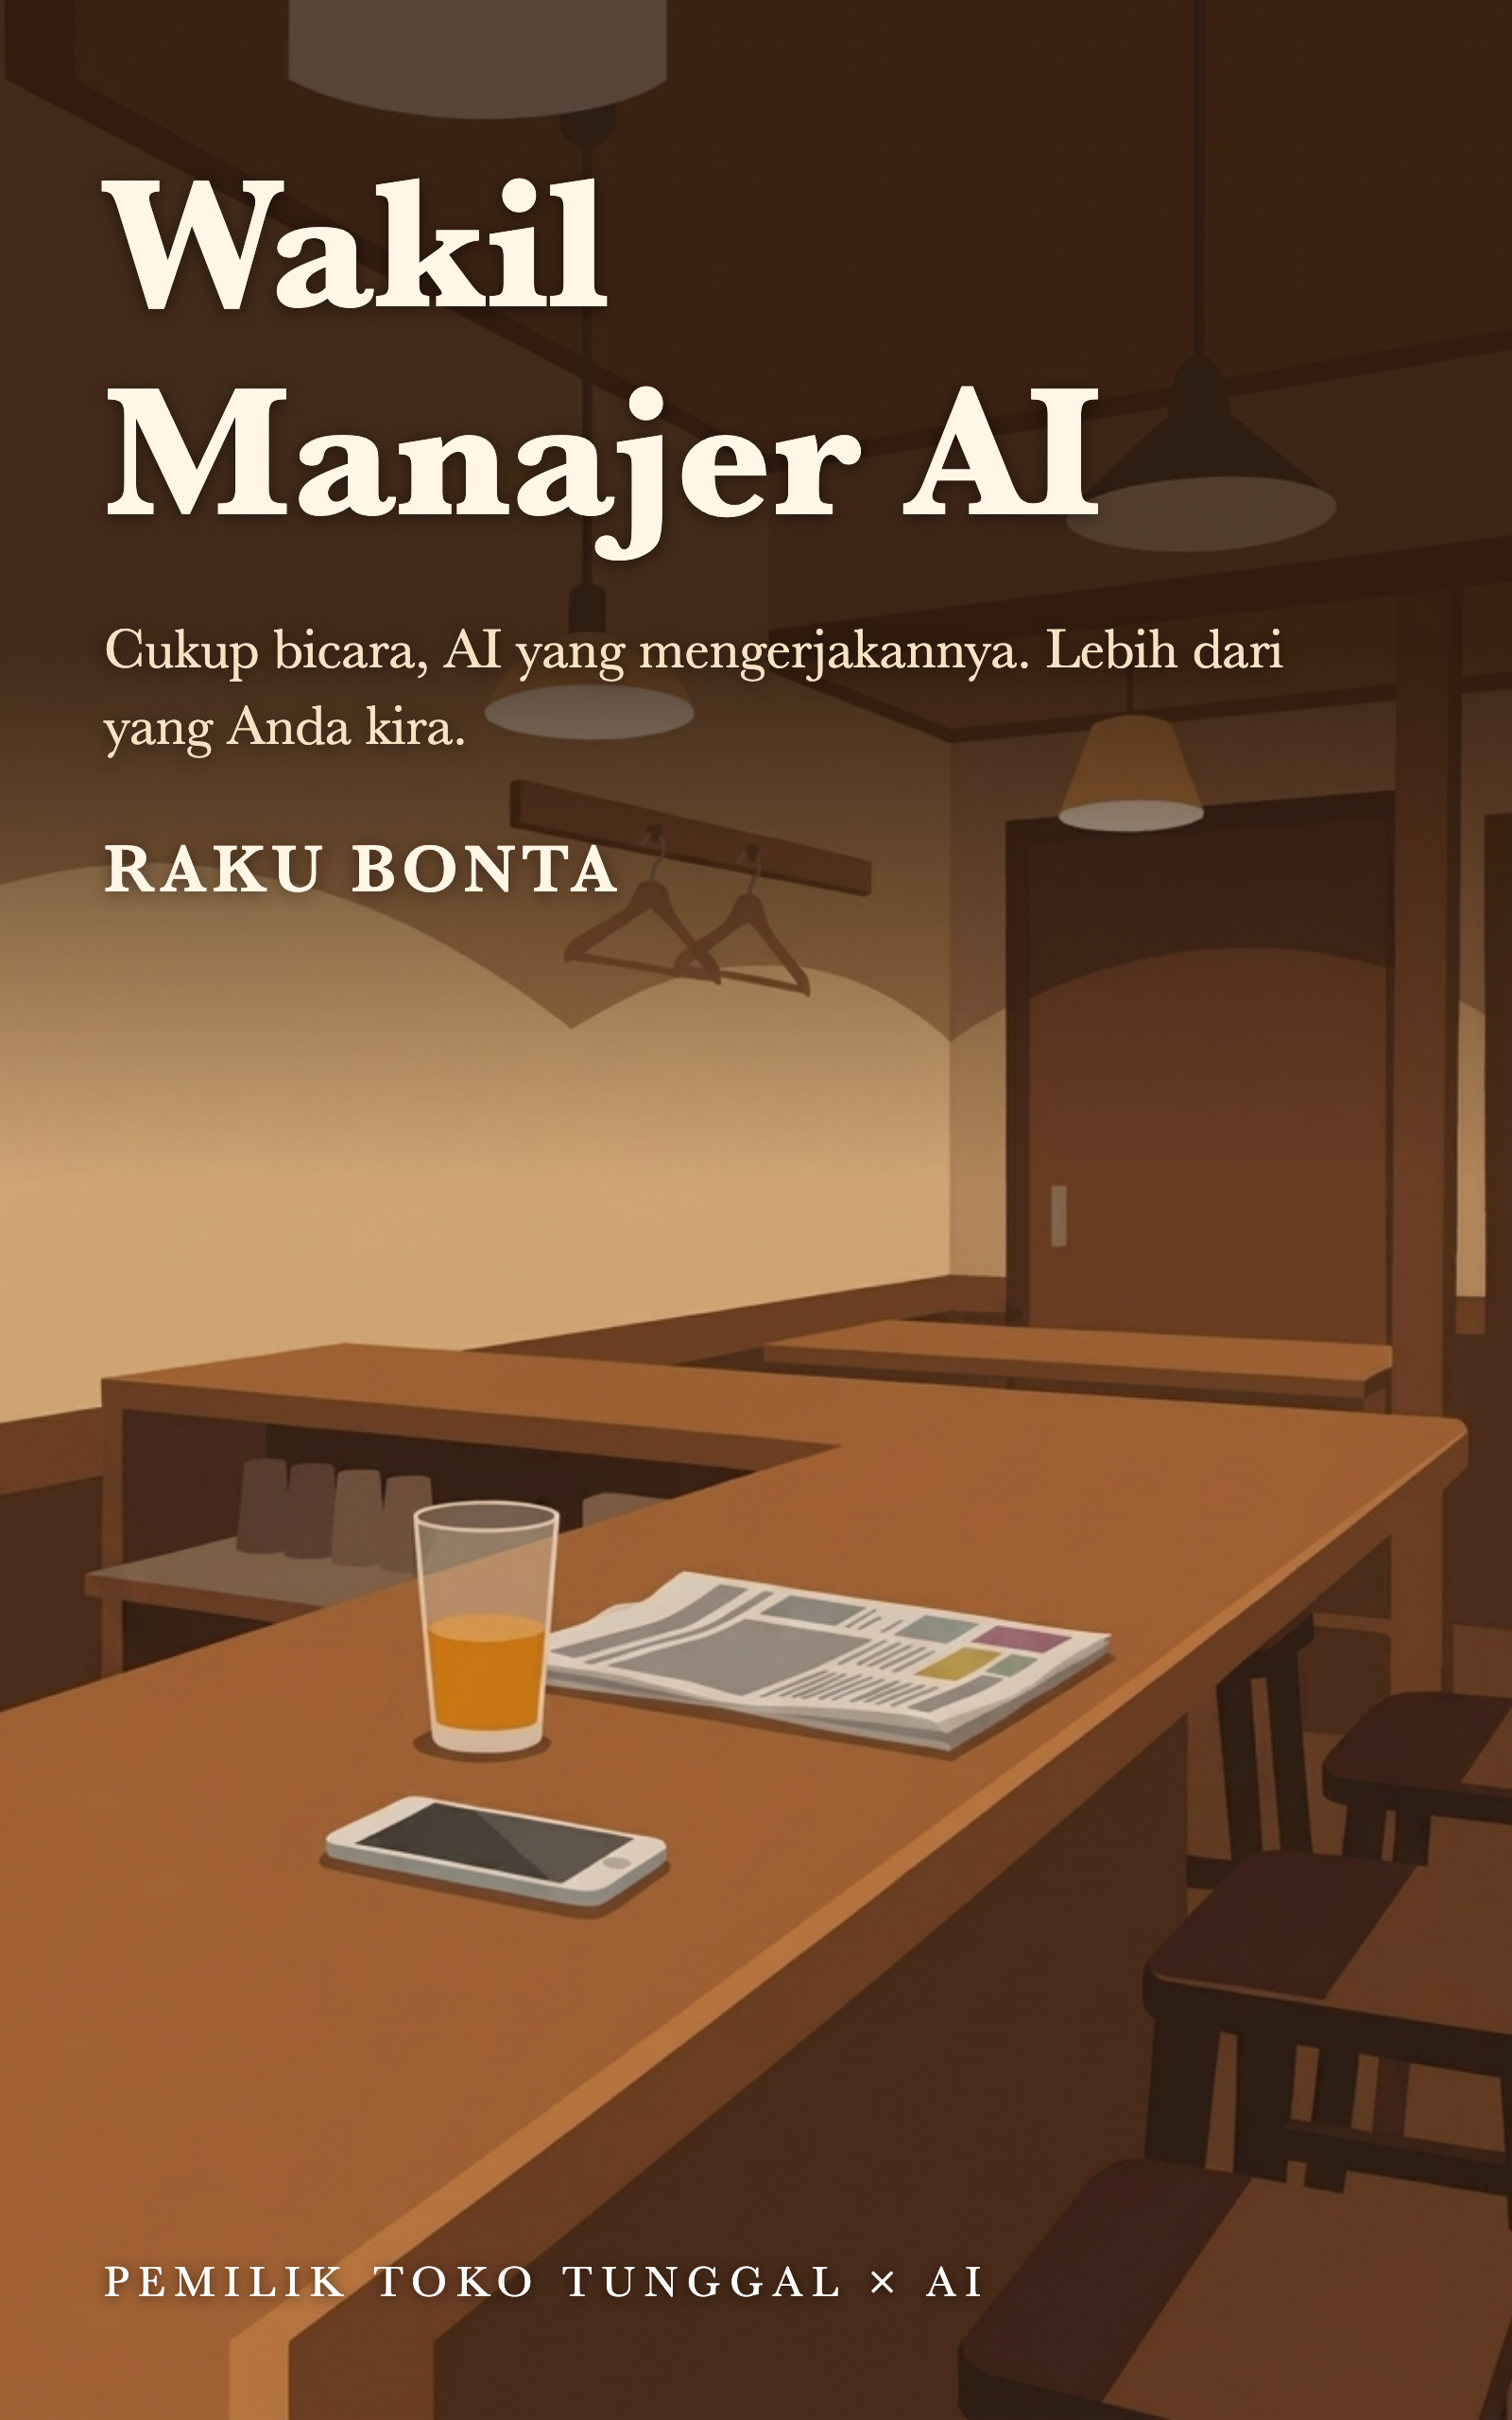 Wakil
Manajer AI
Cukup bicara, AI yang mengerjakannya. Lebih dari
yang Anda kira.
RAKU BONTA
PEMILIK TOKO TUNGGAL × AI